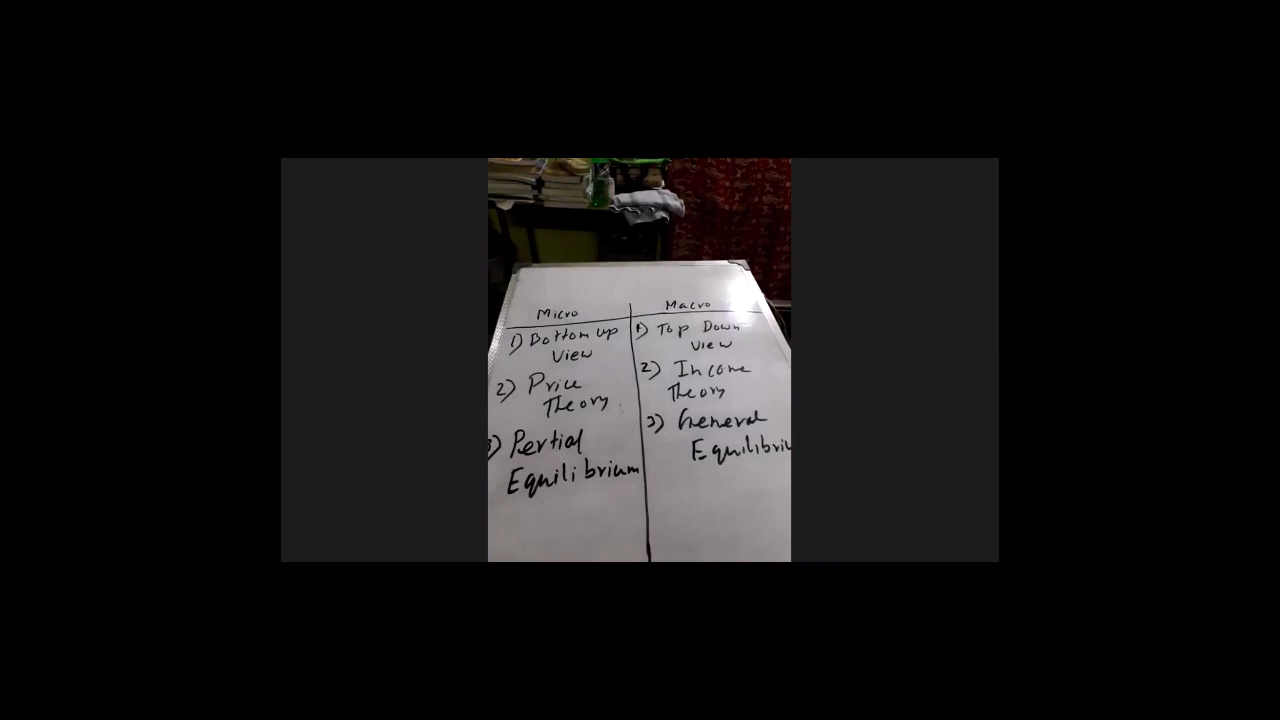 Micro
1) Bottom up
View
2) Price
Theory
3) Pertial
Equilibrium
Macro
1) Top Down
View
2) Income
Theory
3) General
Equilibriu